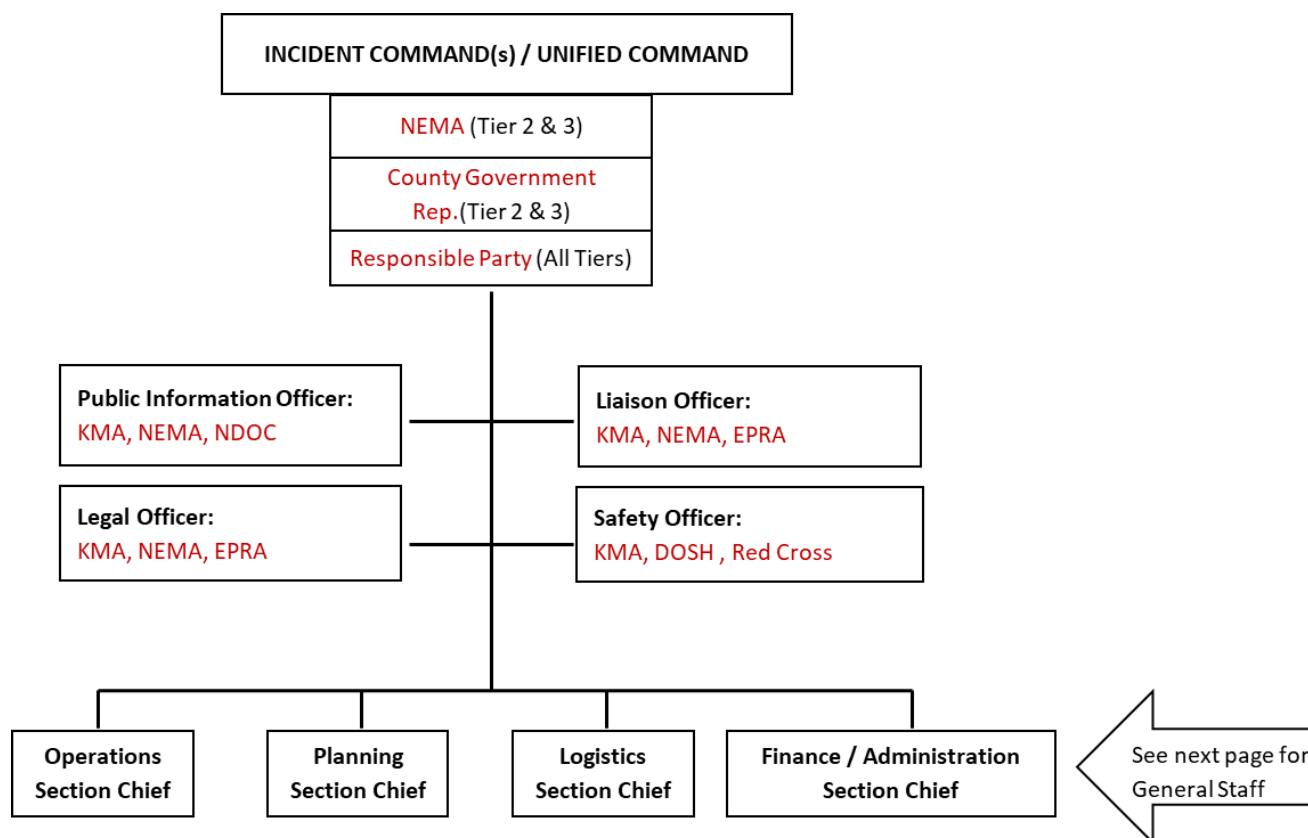 INCIDENT COMMAND(s) / UNIFIED COMMAND
NEMA (Tier 2 & 3)
County Government
Rep.(Tier 2 & 3)
Responsible Party (All Tiers)
Public Information Officer:
KMA, NEMA, NDOC
Liaison Officer:
KMA, NEMA, EPRA
Legal Officer:
KMA, NEMA, EPRA
Safety Officer:
KMA, DOSH , Red Cross
Operations
Section Chief
Planning
Section Chief
Logistics
Section Chief
Finance / Administration
Section Chief
See next page for
General Staff